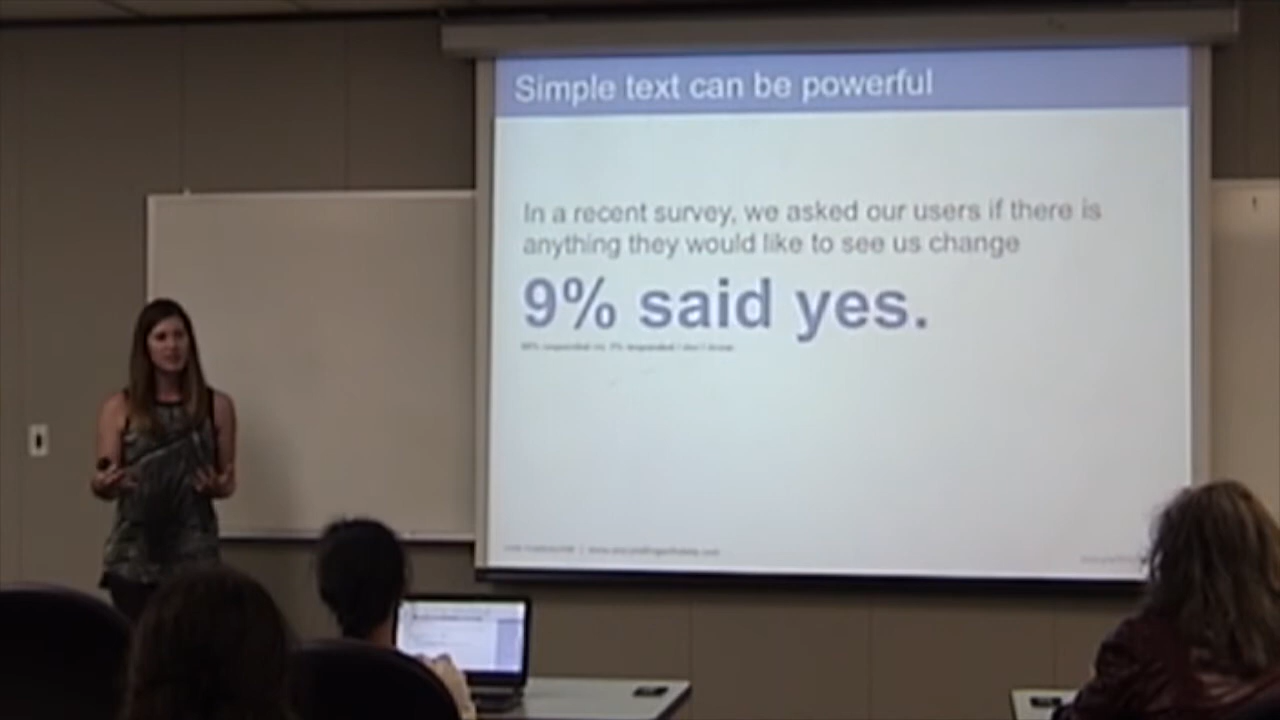 Simple text can be powerful
In a recent survey, we asked our users if there is
anything they would like to see us change
9% said yes.